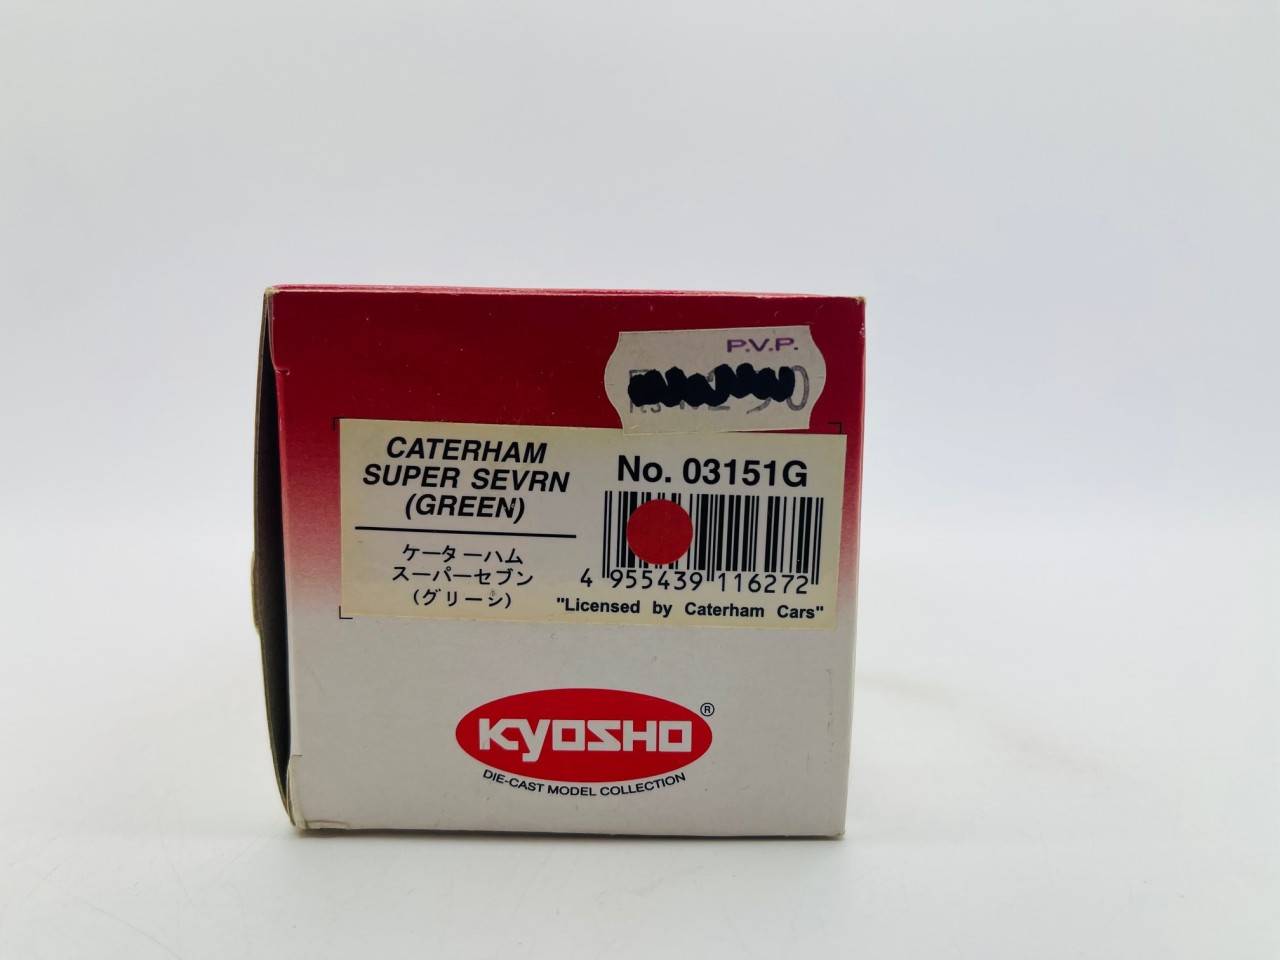 P.V.P.
CATERHAM
SUPER SEVRN
(GREEN)
ケーターハム
スーパーセブン
(グリーン)
No. 03151G
4 955439 116272
"Licensed by Caterham Cars"
KYOSHO ®
DIE-CAST MODEL COLLECTION